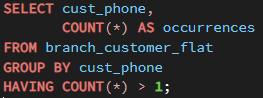 SELECT cust_phone,
       COUNT(*) AS occurrences
FROM branch_customer_flat
GROUP BY cust_phone
HAVING COUNT(*) > 1;